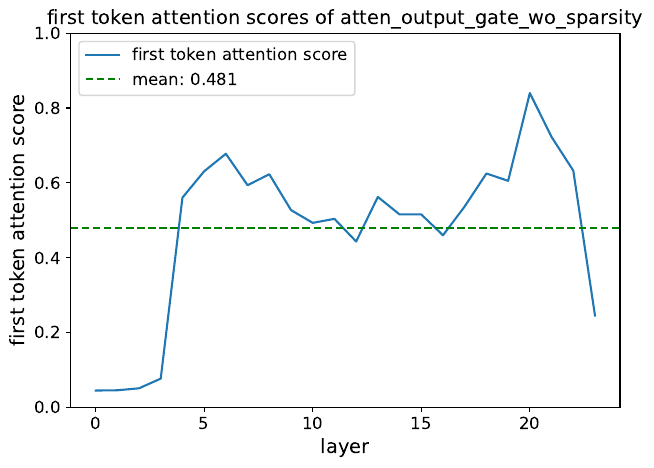 first token attention scores of atten_output_gate_wo_sparsity
first token attention score
mean: 0.481
first token attention score
1.0
0.8
0.6
0.4
0.2
0.0
0 5 10 15 20
layer